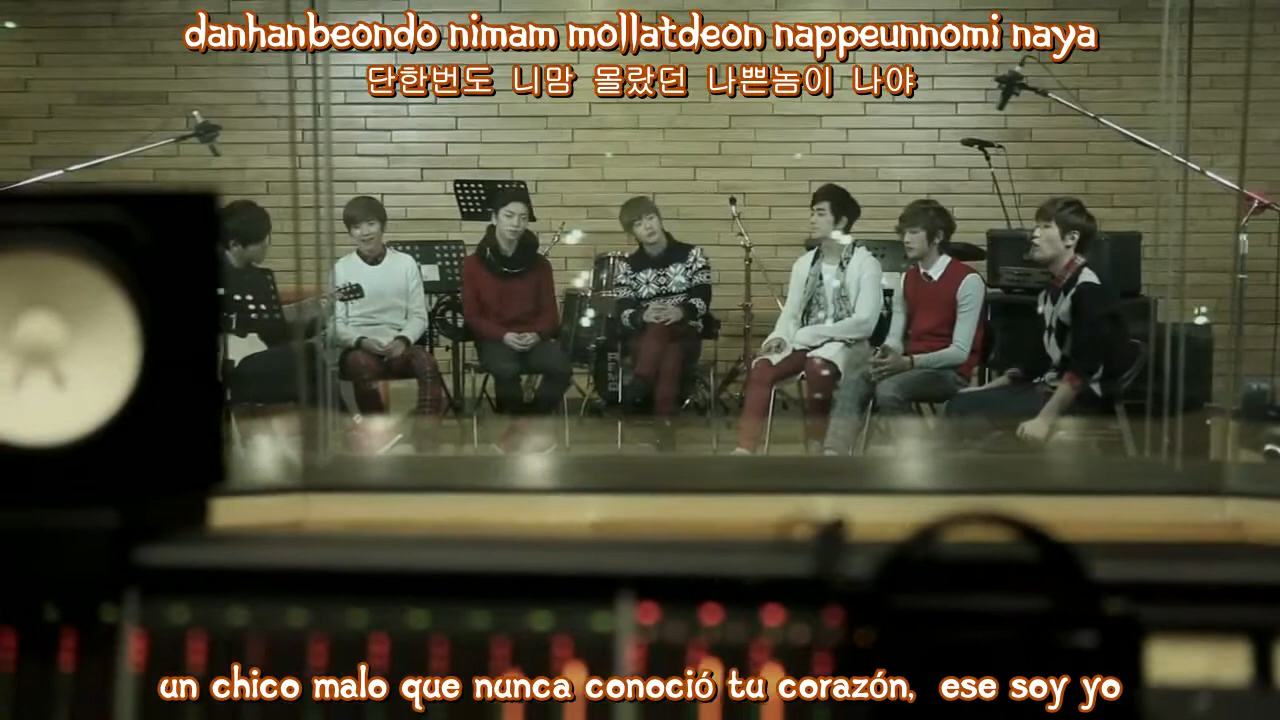 danhanbeondo nimam mollatdeon nappeunnomi naya
단한번도 니맘 몰랐던 나쁜놈이 나야
un chico malo que nunca conoció tu corazón, ese soy yo